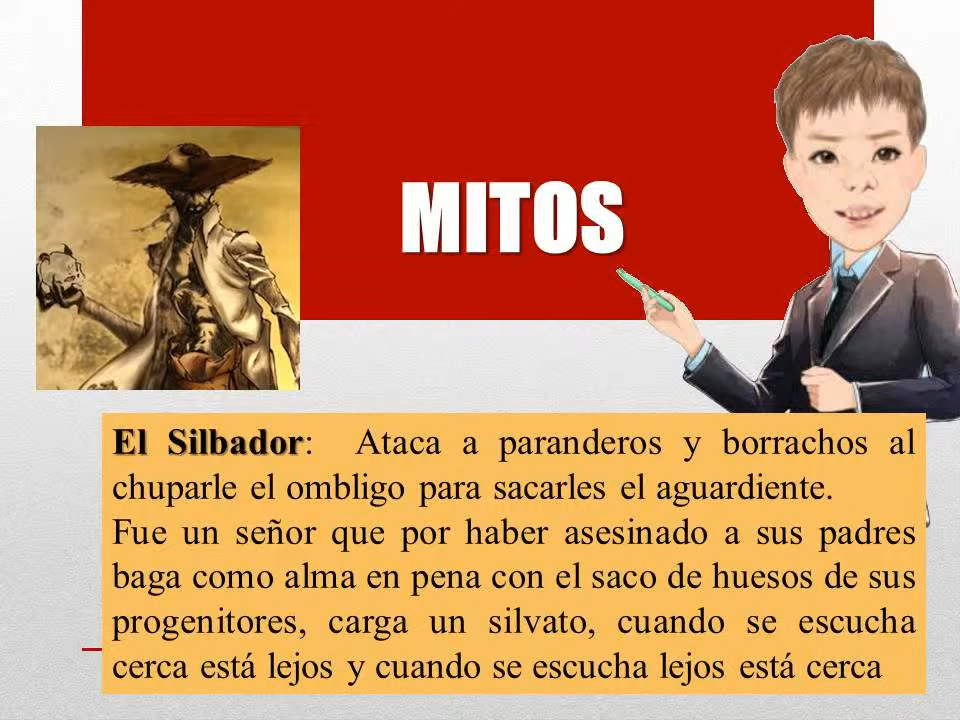 MITOS
El Silbador: Ataca a paranderos y borrachos al
chuparle el ombligo para sacarles el aguardiente.
Fue un señor que por haber asesinado a sus padres
baga como alma en pena con el saco de huesos de sus
progenitores, carga un silvato, cuando se escucha
cerca está lejos y cuando se escucha lejos está cerca